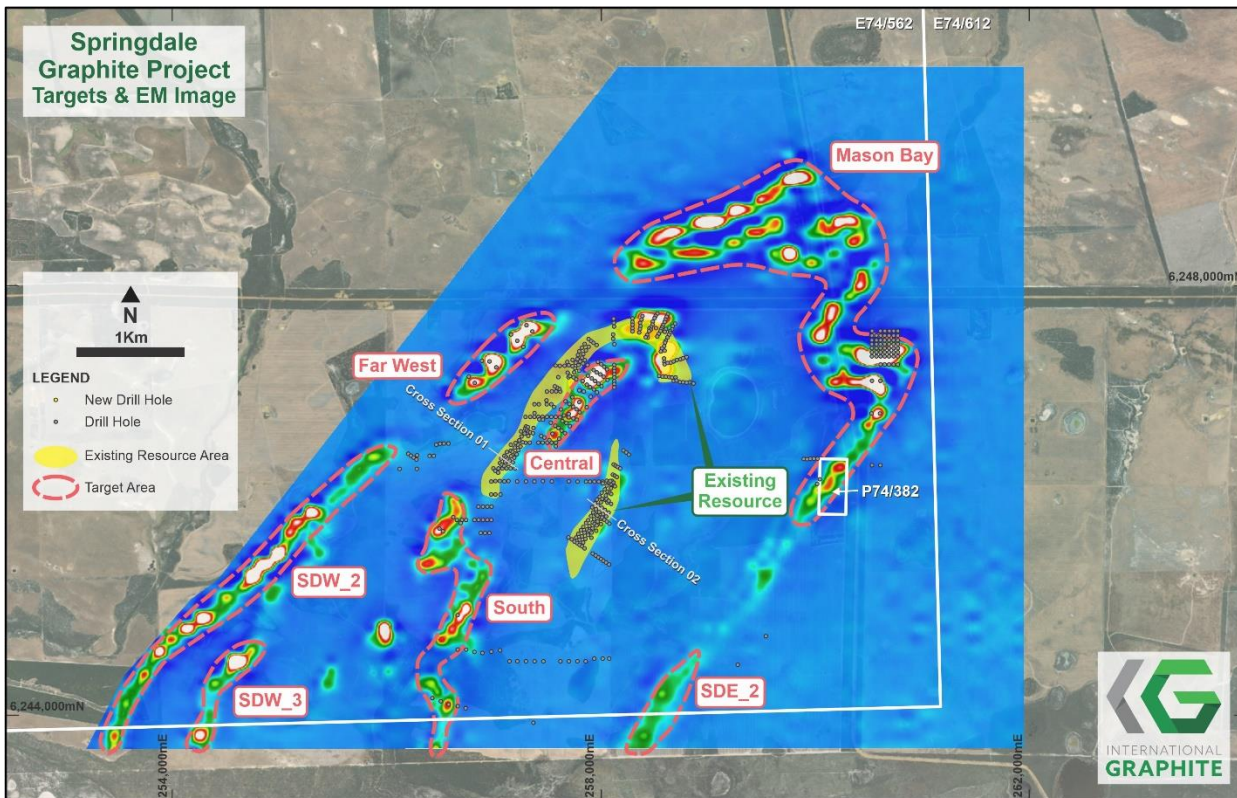 Springdale
Graphite Project
Targets & EM Image
E74/562
E74/612
Mason Bay
6,248,000mN
N
1Km
LEGEND
New Drill Hole
Drill Hole
Existing Resource Area
Target Area
Far West
Cross Section 01
Central
Existing
Resource
P74/382
Cross Section 02
SDW_2
South
SDW_3
SDE_2
6,244,000mN
254,000mE
258,000mE
262,000mE
INTERNATIONAL
GRAPHITE